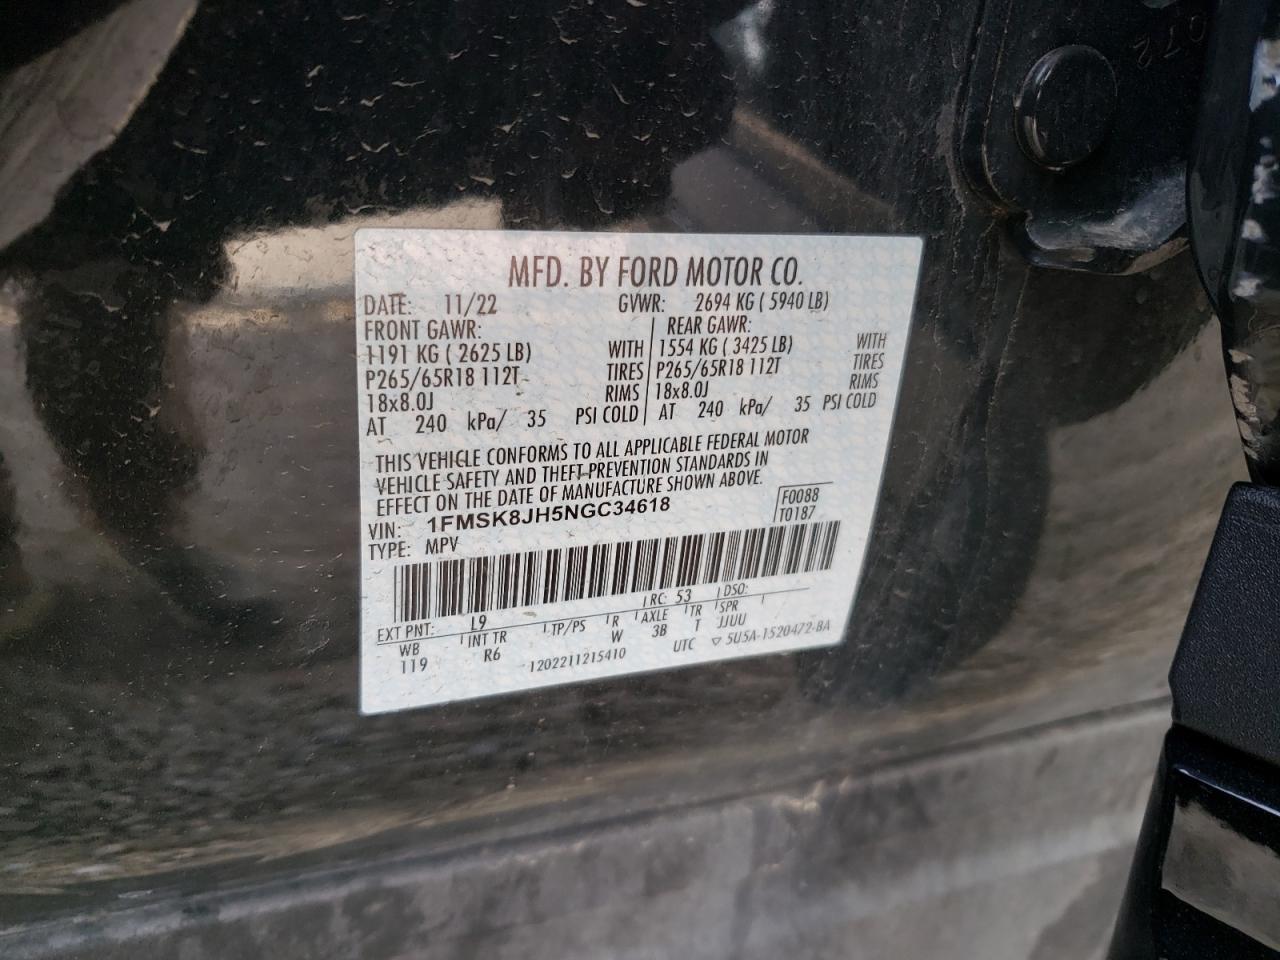 MFD. BY FORD MOTOR CO.
DATE: 11/22 GVWR: 2694 KG ( 5940 LB)
FRONT GAWR: REAR GAWR:
1191 KG ( 2625 LB) WITH 1554 KG ( 3425 LB) WITH
P265/65R18 112T TIRES P265/65R18 112T TIRES
18x8.0J RIMS 18x8.0J RIMS
AT 240 kPa/ 35 PSI COLD AT 240 kPa/ 35 PSI COLD
THIS VEHICLE CONFORMS TO ALL APPLICABLE FEDERAL MOTOR
VEHICLE SAFETY AND THEFT PREVENTION STANDARDS IN
EFFECT ON THE DATE OF MANUFACTURE SHOWN ABOVE.
VIN: 1FMSK8JH5NGC34618 F0088
TYPE: MPV T0187
EXT PNT: L9 RC: 53 DSO:
WB INT TR TP/PS R AXLE TR SPR
119 R6 W 3B T JJUU
1202211215410 UTC ▽ 5U5A-1520472-BA
072